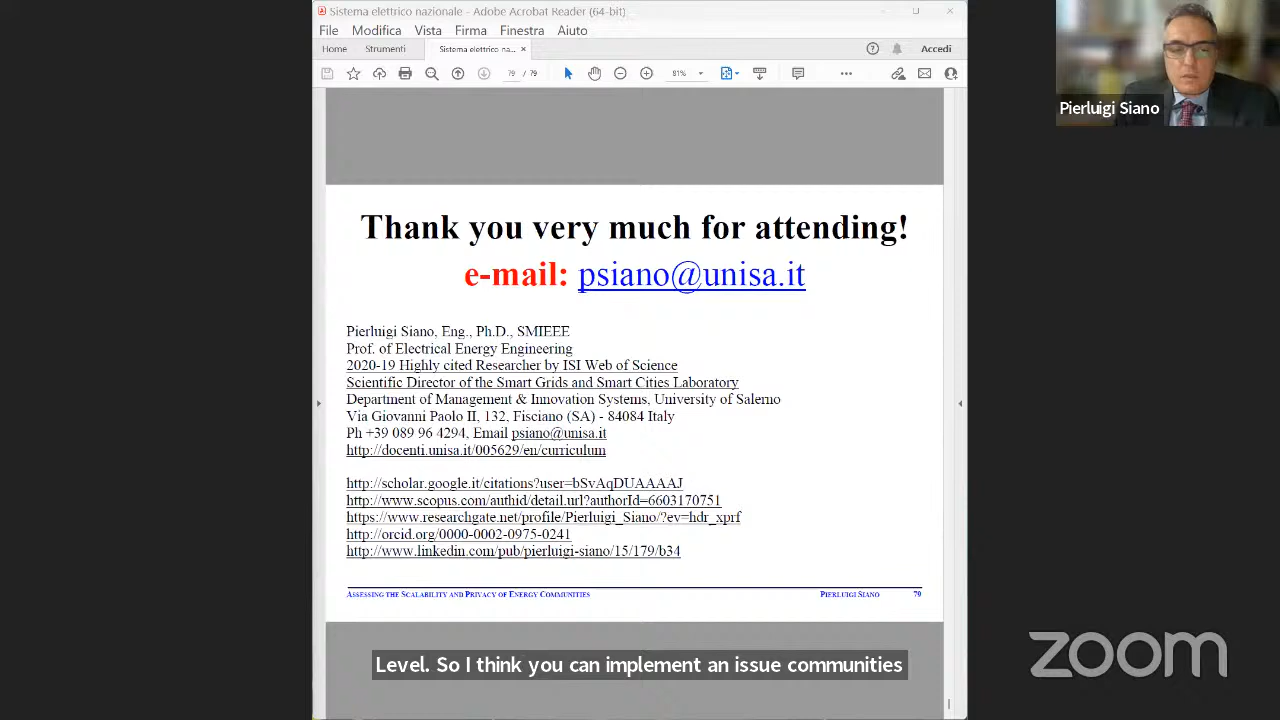 Sistema elettrico nazionale - Adobe Acrobat Reader (64-bit)
File Modifica Vista Firma Finestra Aiuto
Home Strumenti Sistema elettrico na... × Accedi
79 / 79 81%
Pierluigi Siano
Thank you very much for attending!
e-mail: psiano@unisa.it
Pierluigi Siano, Eng., Ph.D., SMIEEE
Prof. of Electrical Energy Engineering
2020-19 Highly cited Researcher by ISI Web of Science
Scientific Director of the Smart Grids and Smart Cities Laboratory
Department of Management & Innovation Systems, University of Salerno
Via Giovanni Paolo II, 132, Fisciano (SA) - 84084 Italy
Ph +39 089 96 4294, Email psiano@unisa.it
http://docenti.unisa.it/005629/en/curriculum
http://scholar.google.it/citations?user=bSvAqDUAAAAJ
http://www.scopus.com/authid/detail.url?authorId=6603170751
https://www.researchgate.net/profile/Pierluigi_Siano/?ev=hdr_xprf
http://orcid.org/0000-0002-0975-0241
http://www.linkedin.com/pub/pierluigi-siano/15/179/b34
ASSESSING THE SCALABILITY AND PRIVACY OF ENERGY COMMUNITIES PIERLUIGI SIANO 79
Level. So I think you can implement an issue communities
zoom